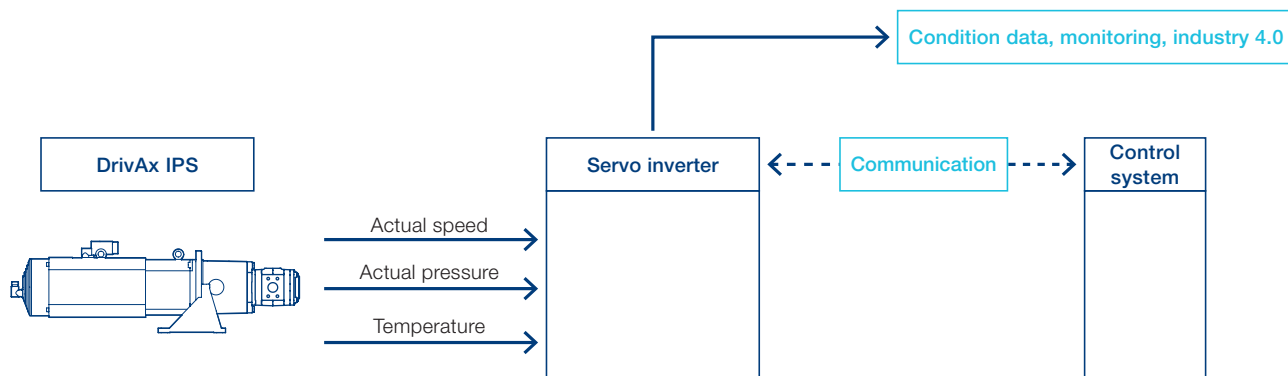 Condition data, monitoring, industry 4.0
DrivAx IPS
Servo inverter
Communication
Control
system
Actual speed
Actual pressure
Temperature